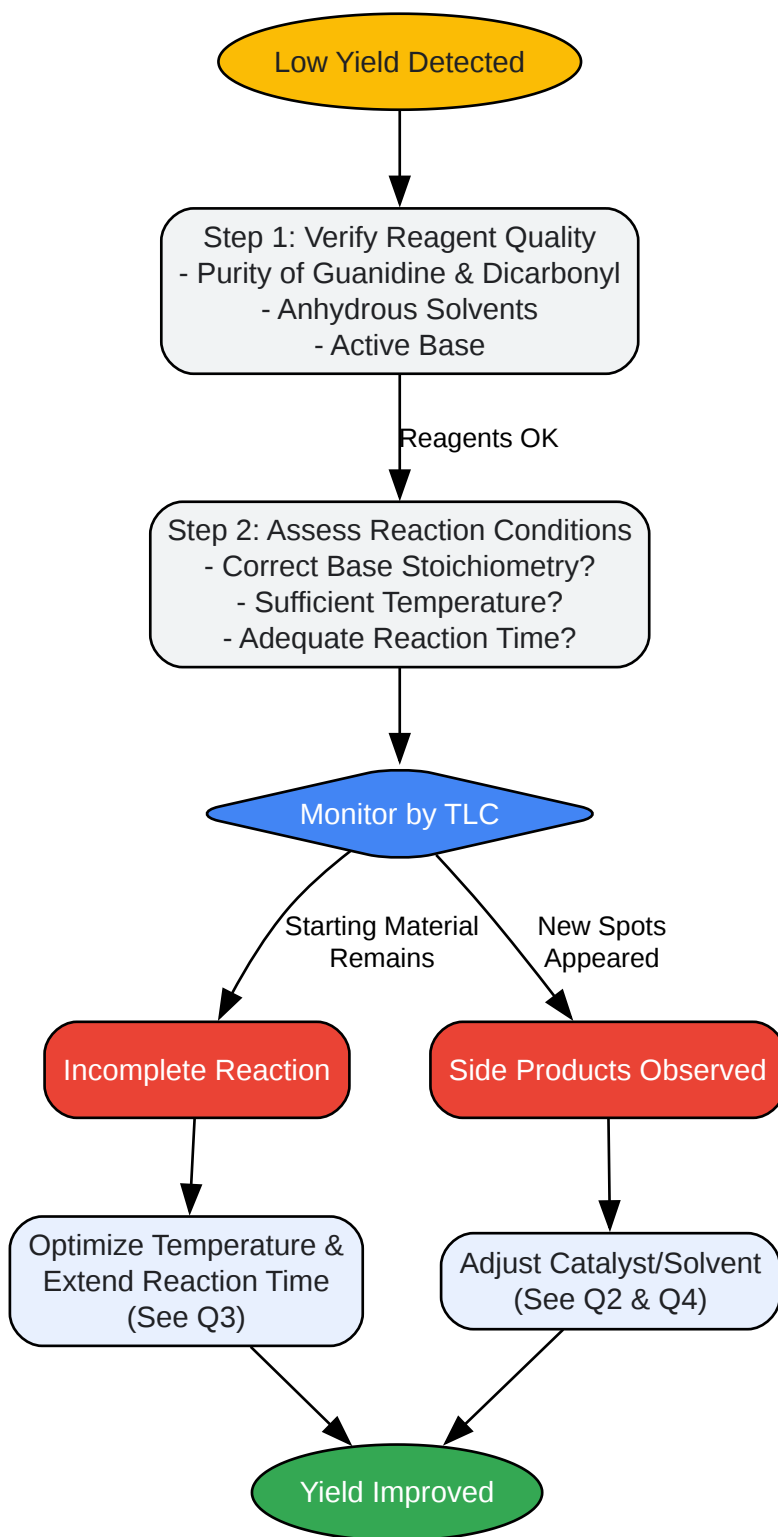 Low Yield Detected
Step 1: Verify Reagent Quality
- Purity of Guanidine & Dicarbonyl
- Anhydrous Solvents
- Active Base
Reagents OK
Step 2: Assess Reaction Conditions
- Correct Base Stoichiometry?
- Sufficient Temperature?
- Adequate Reaction Time?
Monitor by TLC
Starting Material
Remains
New Spots
Appeared
Incomplete Reaction
Side Products Observed
Optimize Temperature &
Extend Reaction Time
(See Q3)
Adjust Catalyst/Solvent
(See Q2 & Q4)
Yield Improved